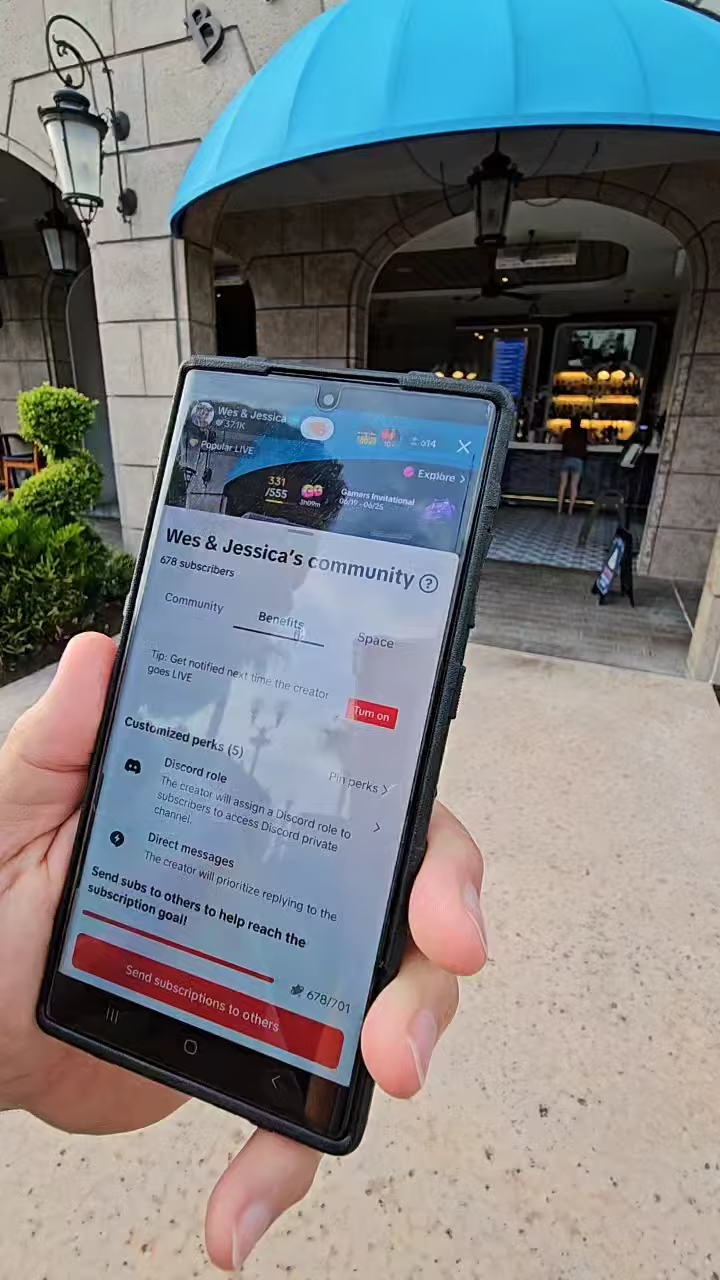 B
Wes & Jessica
37.1K
614
Popular LIVE
Explore >
331
/555
3h09m
Gamers Invitational
06/19 - 06/25
Wes & Jessica's community
678 subscribers
Community
Benefits
Space
Tip: Get notified next time the creator
goes LIVE
Turn on
Customized perks (5)
Pin perks >
Discord role
The creator will assign a Discord role to
subscribers to access Discord private
channel.
Direct messages
The creator will prioritize replying to the
Send subs to others to help reach the
subscription goal!
678/701
Send subscriptions to others